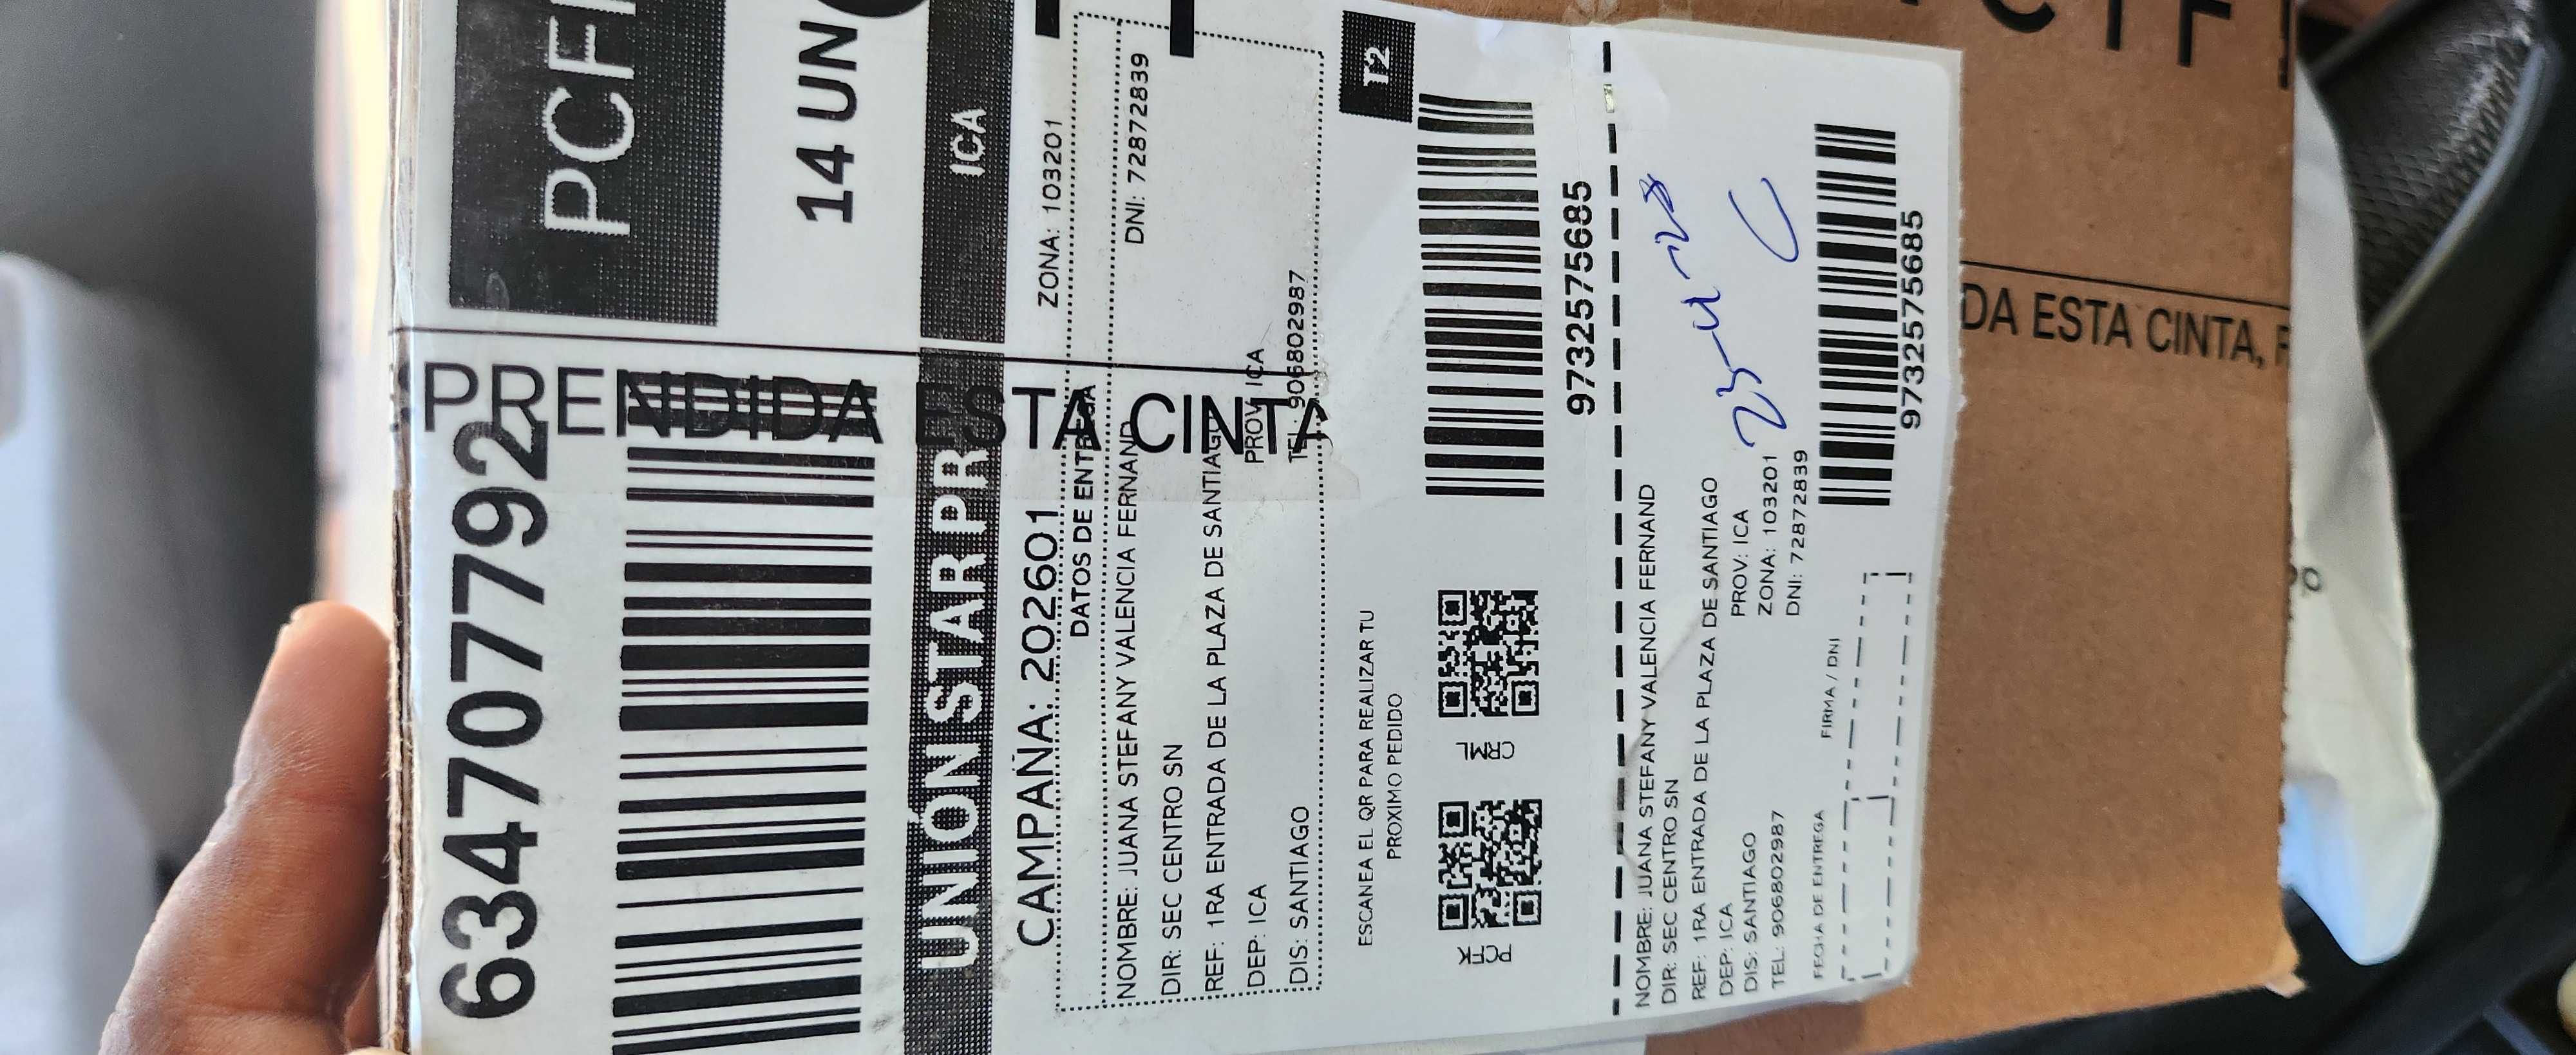 6347077992
PCF
14 UN
UNIÓN STAR PR
ICA
SPRENDIDA ESTA CINTA
CAMPAÑA: 202601
ZONA: 103201
DATOS DE ENTREGA
NOMBRE: JUANA STEFANY VALENCIA FERNAND
DNI: 72872839
DIR: SEC CENTRO SN
REF: 1RA ENTRADA DE LA PLAZA DE SANTIAGO
DEP: ICA
PROV: ICA
DIS: SANTIAGO
TEL: 906802987
T2
ESCANEA EL QR PARA REALIZAR TU
PROXIMO PEDIDO
PCFK
CRML
9732575685
NOMBRE: JUANA STEFANY VALENCIA FERNAND
DIR: SEC CENTRO SN
REF: 1RA ENTRADA DE LA PLAZA DE SANTIAGO
DEP: ICA
PROV: ICA
DIS: SANTIAGO
ZONA: 103201
TEL: 906802987
DNI: 72872839
FECHA DE ENTREGA
FIRMA / DNI
9732575685
DA ESTA CINTA,